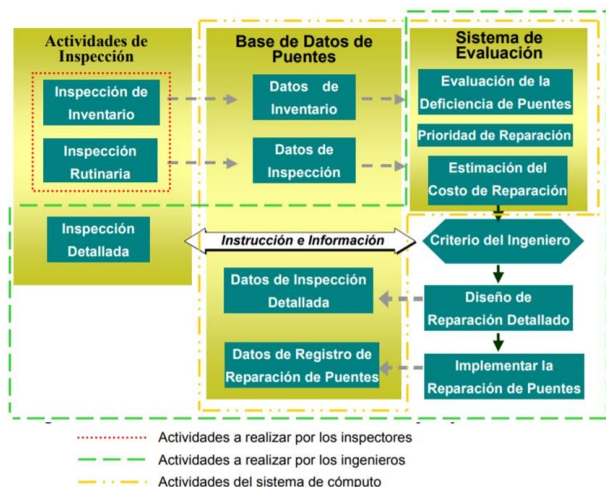 Actividades de
Inspección
Inspección de
Inventario
Inspección
Rutinaria
Inspección
Detallada
Base de Datos de
Puentes
Datos de
Inventario
Datos de
Inspección
Instrucción e Información
Datos de Inspección
Detallada
Datos de Registro de
Reparación de Puentes
Sistema de
Evaluación
Evaluación de la
Deficiencia de Puentes
Prioridad de Reparación
Estimación del
Costo de Reparación
Criterio del Ingeniero
Diseño de
Reparación Detallado
Implementar la
Reparación de Puentes
Actividades a realizar por los inspectores
Actividades a realizar por los ingenieros
Actividades del sistema de cómputo